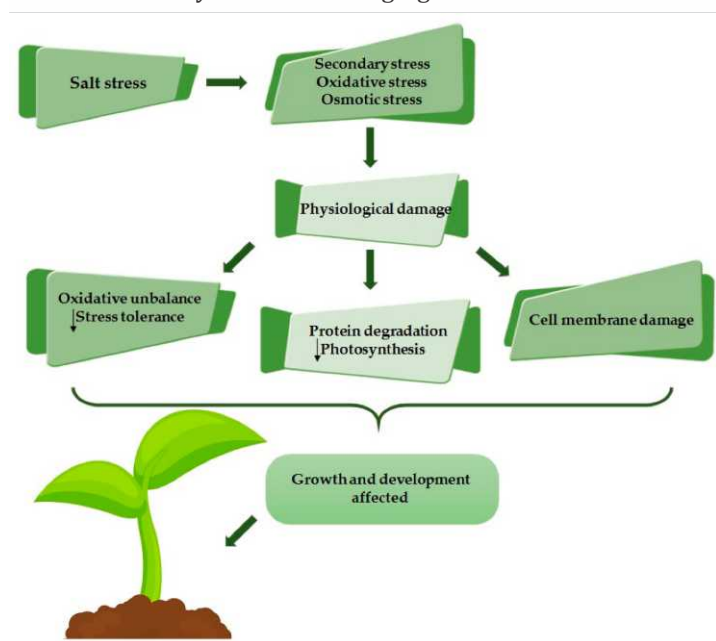 Salt stress
Secondary stress
Oxidative stress
Osmotic stress
Physiological damage
Oxidative unbalance
↓Stress tolerance
Protein degradation
↓Photosynthesis
Cell membrane damage
Growth and development
affected